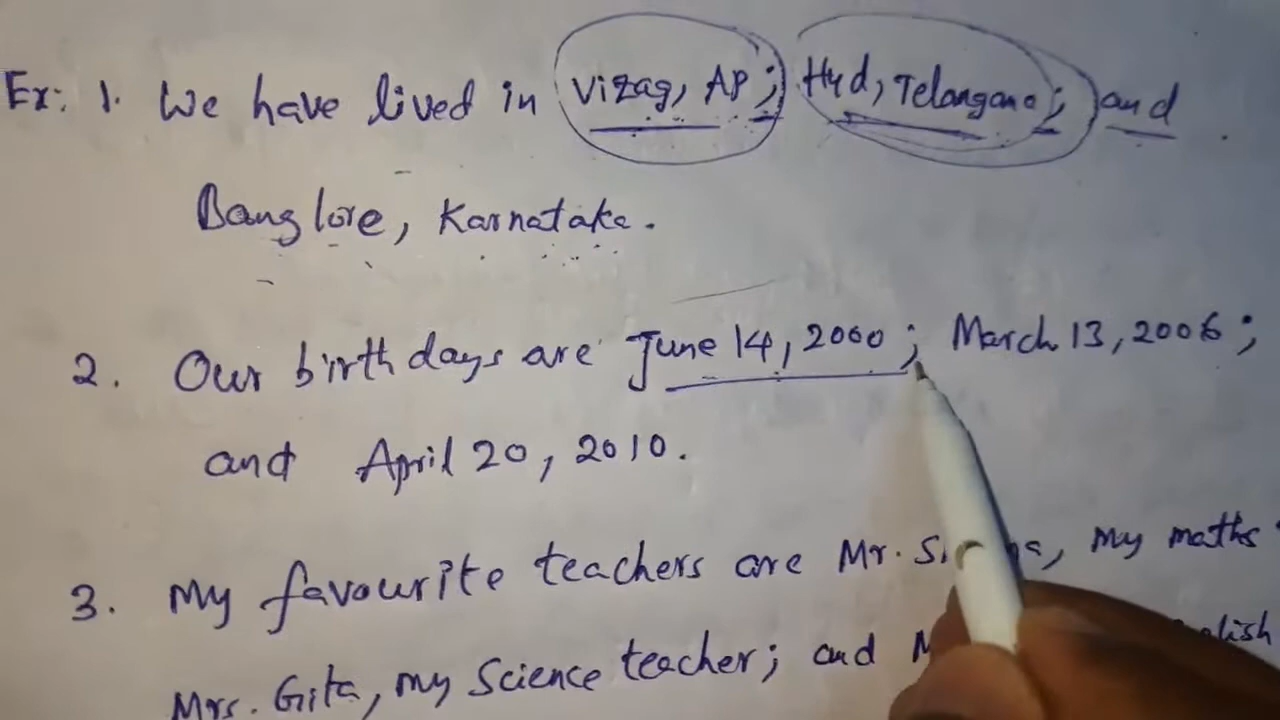 Ex: 1. We have lived in Vizag, AP; Hyd, Telangana; and
Banglore, Karnataka.
2. Our birthdays are June 14, 2000; March 13, 2006;
and April 20, 2010.
3. My favourite teachers are Mr. my maths
Mrs. Gita, my Science teacher; and